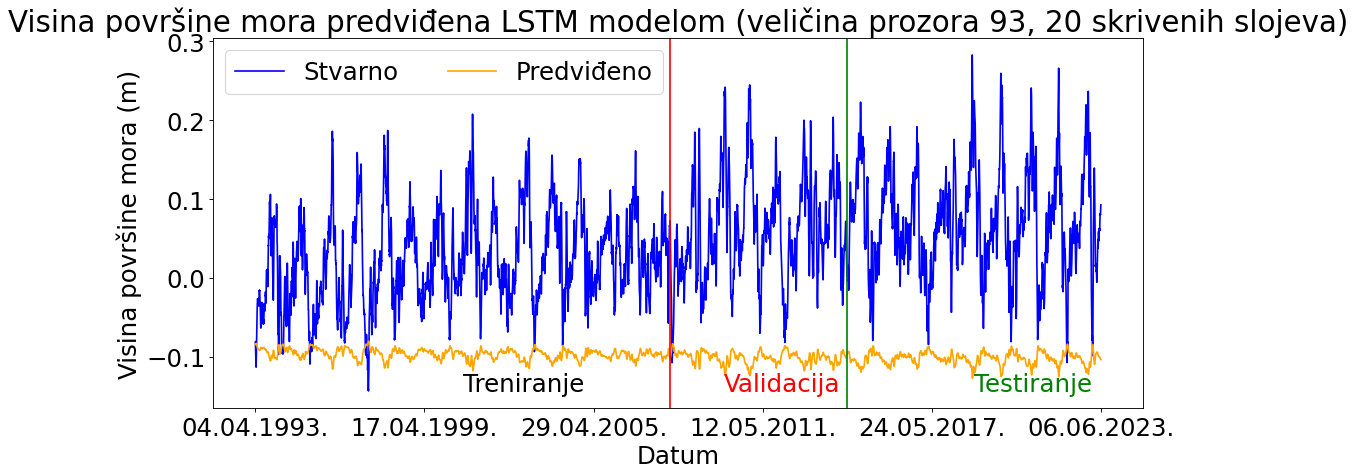 Visina površine mora predviđena LSTM modelom (veličina prozora 93, 20 skrivenih slojeva)
Stvarno Predviđeno
Visina površine mora (m)
0.3
0.2
0.1
0.0
−0.1
Treniranje Validacija Testiranje
04.04.1993. 17.04.1999. 29.04.2005. 12.05.2011. 24.05.2017. 06.06.2023.
Datum